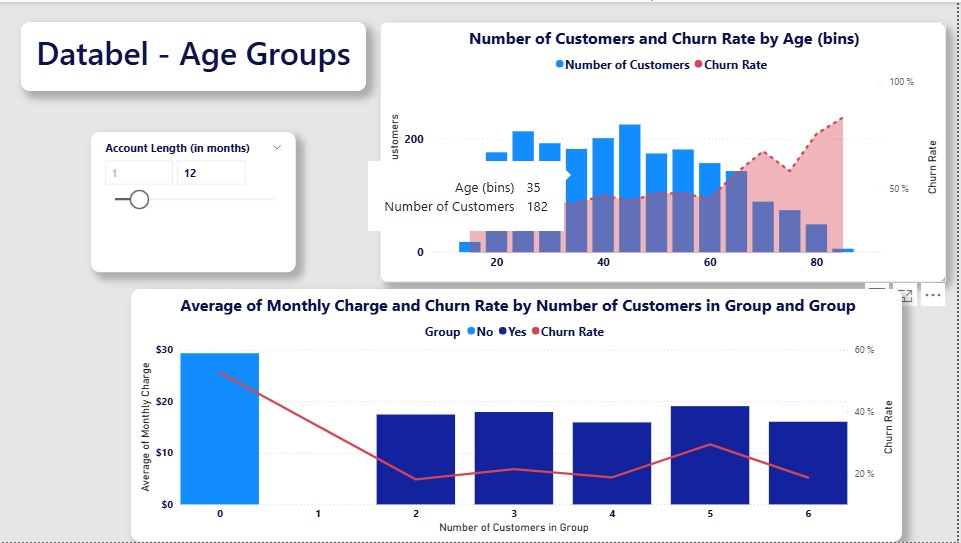 Databel - Age Groups
Number of Customers and Churn Rate by Age (bins)
Number of Customers Churn Rate
100 %
ustomers
200
Churn Rate
50 %
0
20 40 60 80
Account Length (in months)
1 12
Age (bins) 35
Number of Customers 182
Average of Monthly Charge and Churn Rate by Number of Customers in Group and Group
Group No Yes Churn Rate
Average of Monthly Charge
$30
$20
$10
$0
60 %
40 %
20 %
Churn Rate
0 1 2 3 4 5 6
Number of Customers in Group